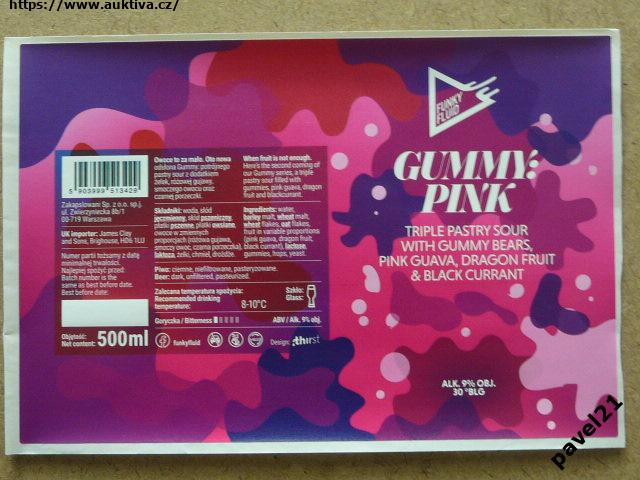 https://www.auktiva.cz/
FUNKY
FLUID
GUMMY:
PINK
TRIPLE PASTRY SOUR
WITH GUMMY BEARS,
PINK GUAVA, DRAGON FRUIT
& BLACK CURRANT
ALK. 9% OBJ.
30 °BLG
5 903999 513429
Zakapslowani Sp. z o.o. sp.j.
ul. Zwierzyniecka 8b/1
00-719 Warszawa
UK importer: James Clay
and Sons, Brighouse, HD6 1LU
Numer partii tożsamy z datą
minimalnej trwałości.
Najlepiej spożyć przed:
Batch number is the
same as best before date.
Best before date:
Objętość:
Net content: 500ml
Owoce to za mało. Oto nowa
odsłona Gummy: potrójnego
pastry sour z dodatkiem
żelek, różowej gujawy,
smoczego owocu oraz
czarnej porzeczki.
When fruit is not enough.
Here's the second coming of
our Gummy series, a triple
pastry sour filled with
gummies, pink guava, dragon
fruit and blackcurrant.
Składniki: woda, słód
jęczmienny, słód pszeniczny,
płatki pszenne, płatki owsiane,
owoce w zmiennych
proporcjach (różowa gujawa,
smoczy owoc, czarna porzeczka),
laktoza, żelki, chmiel, drożdże.
Ingredients: water,
barley malt, wheat malt,
wheat flakes, oat flakes,
fruit in variable proportions
(pink guava, dragon fruit,
black currant), lactose,
gummies, hops, yeast.
Piwo: ciemne, niefiltrowane, pasteryzowane.
Beer: dark, unfiltered, pasteurized.
Zalecana temperatura spożycia:
Recommended drinking
temperature: 8-10°C
Szkło:
Glass:
Goryczka / Bitterness
ABV / Alk. 9% obj.
funkyfluid
Design: thirst
pavel21